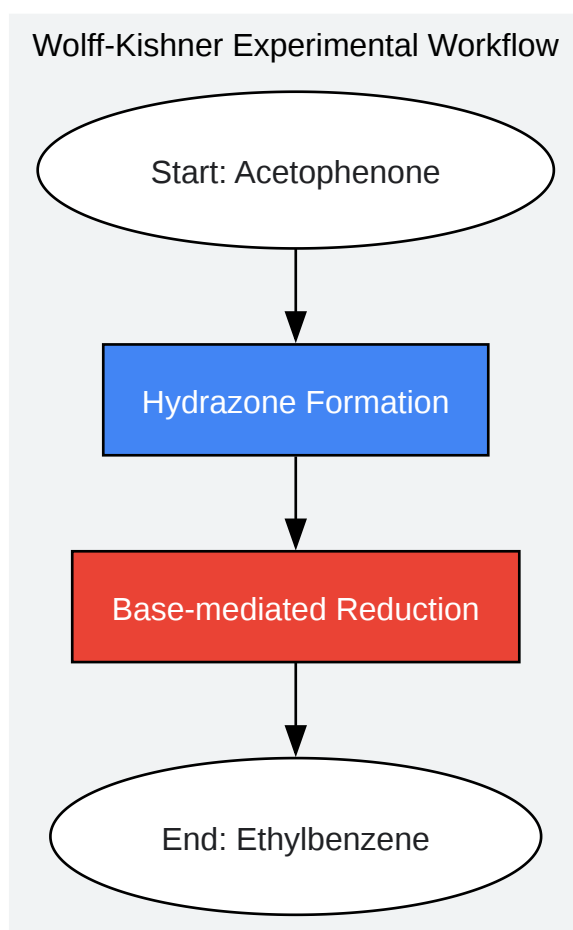 Wolff-Kishner Experimental Workflow
Start: Acetophenone
Hydrazone Formation
Base-mediated Reduction
End: Ethylbenzene